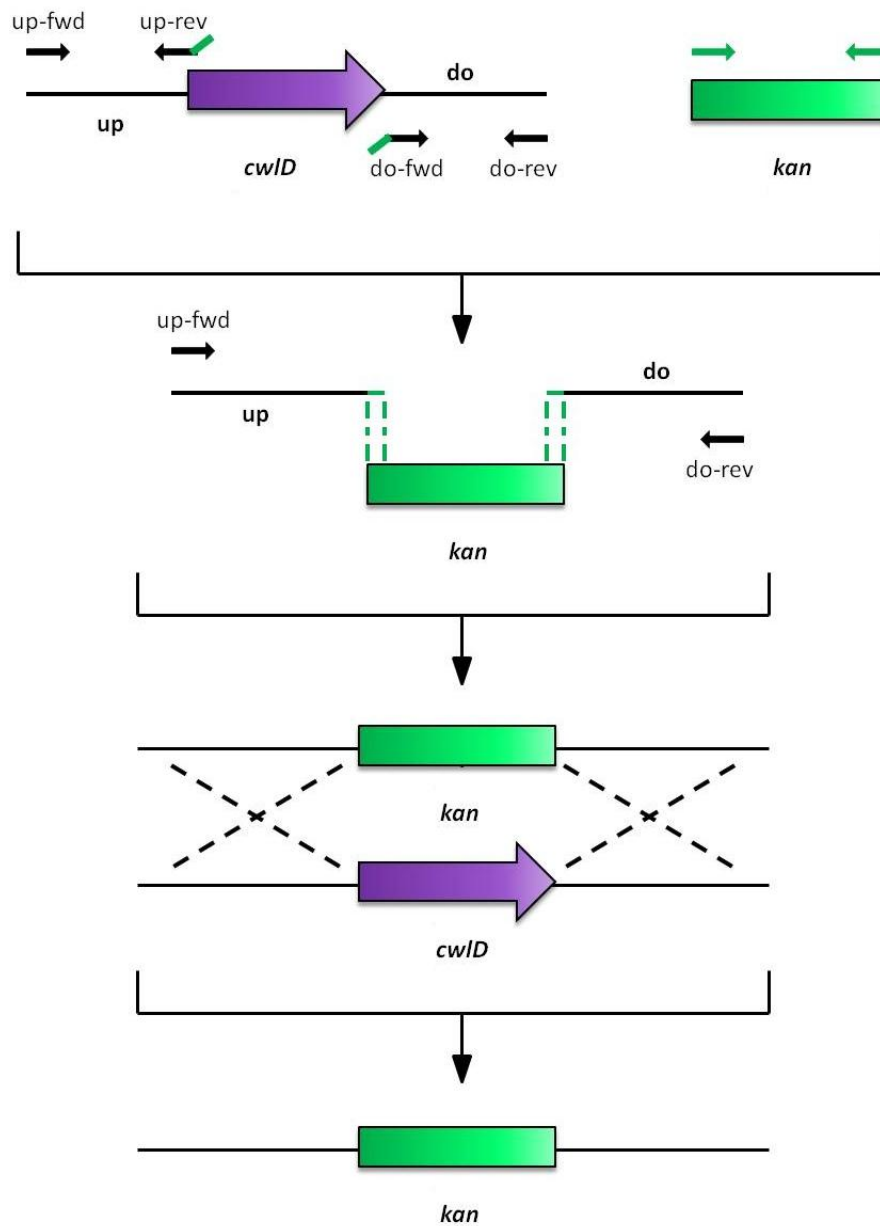 up-fwd
up-rev
do
up
cwlD
do-fwd
do-rev
kan
up-fwd
do
up
do-rev
kan
kan
cwlD
kan